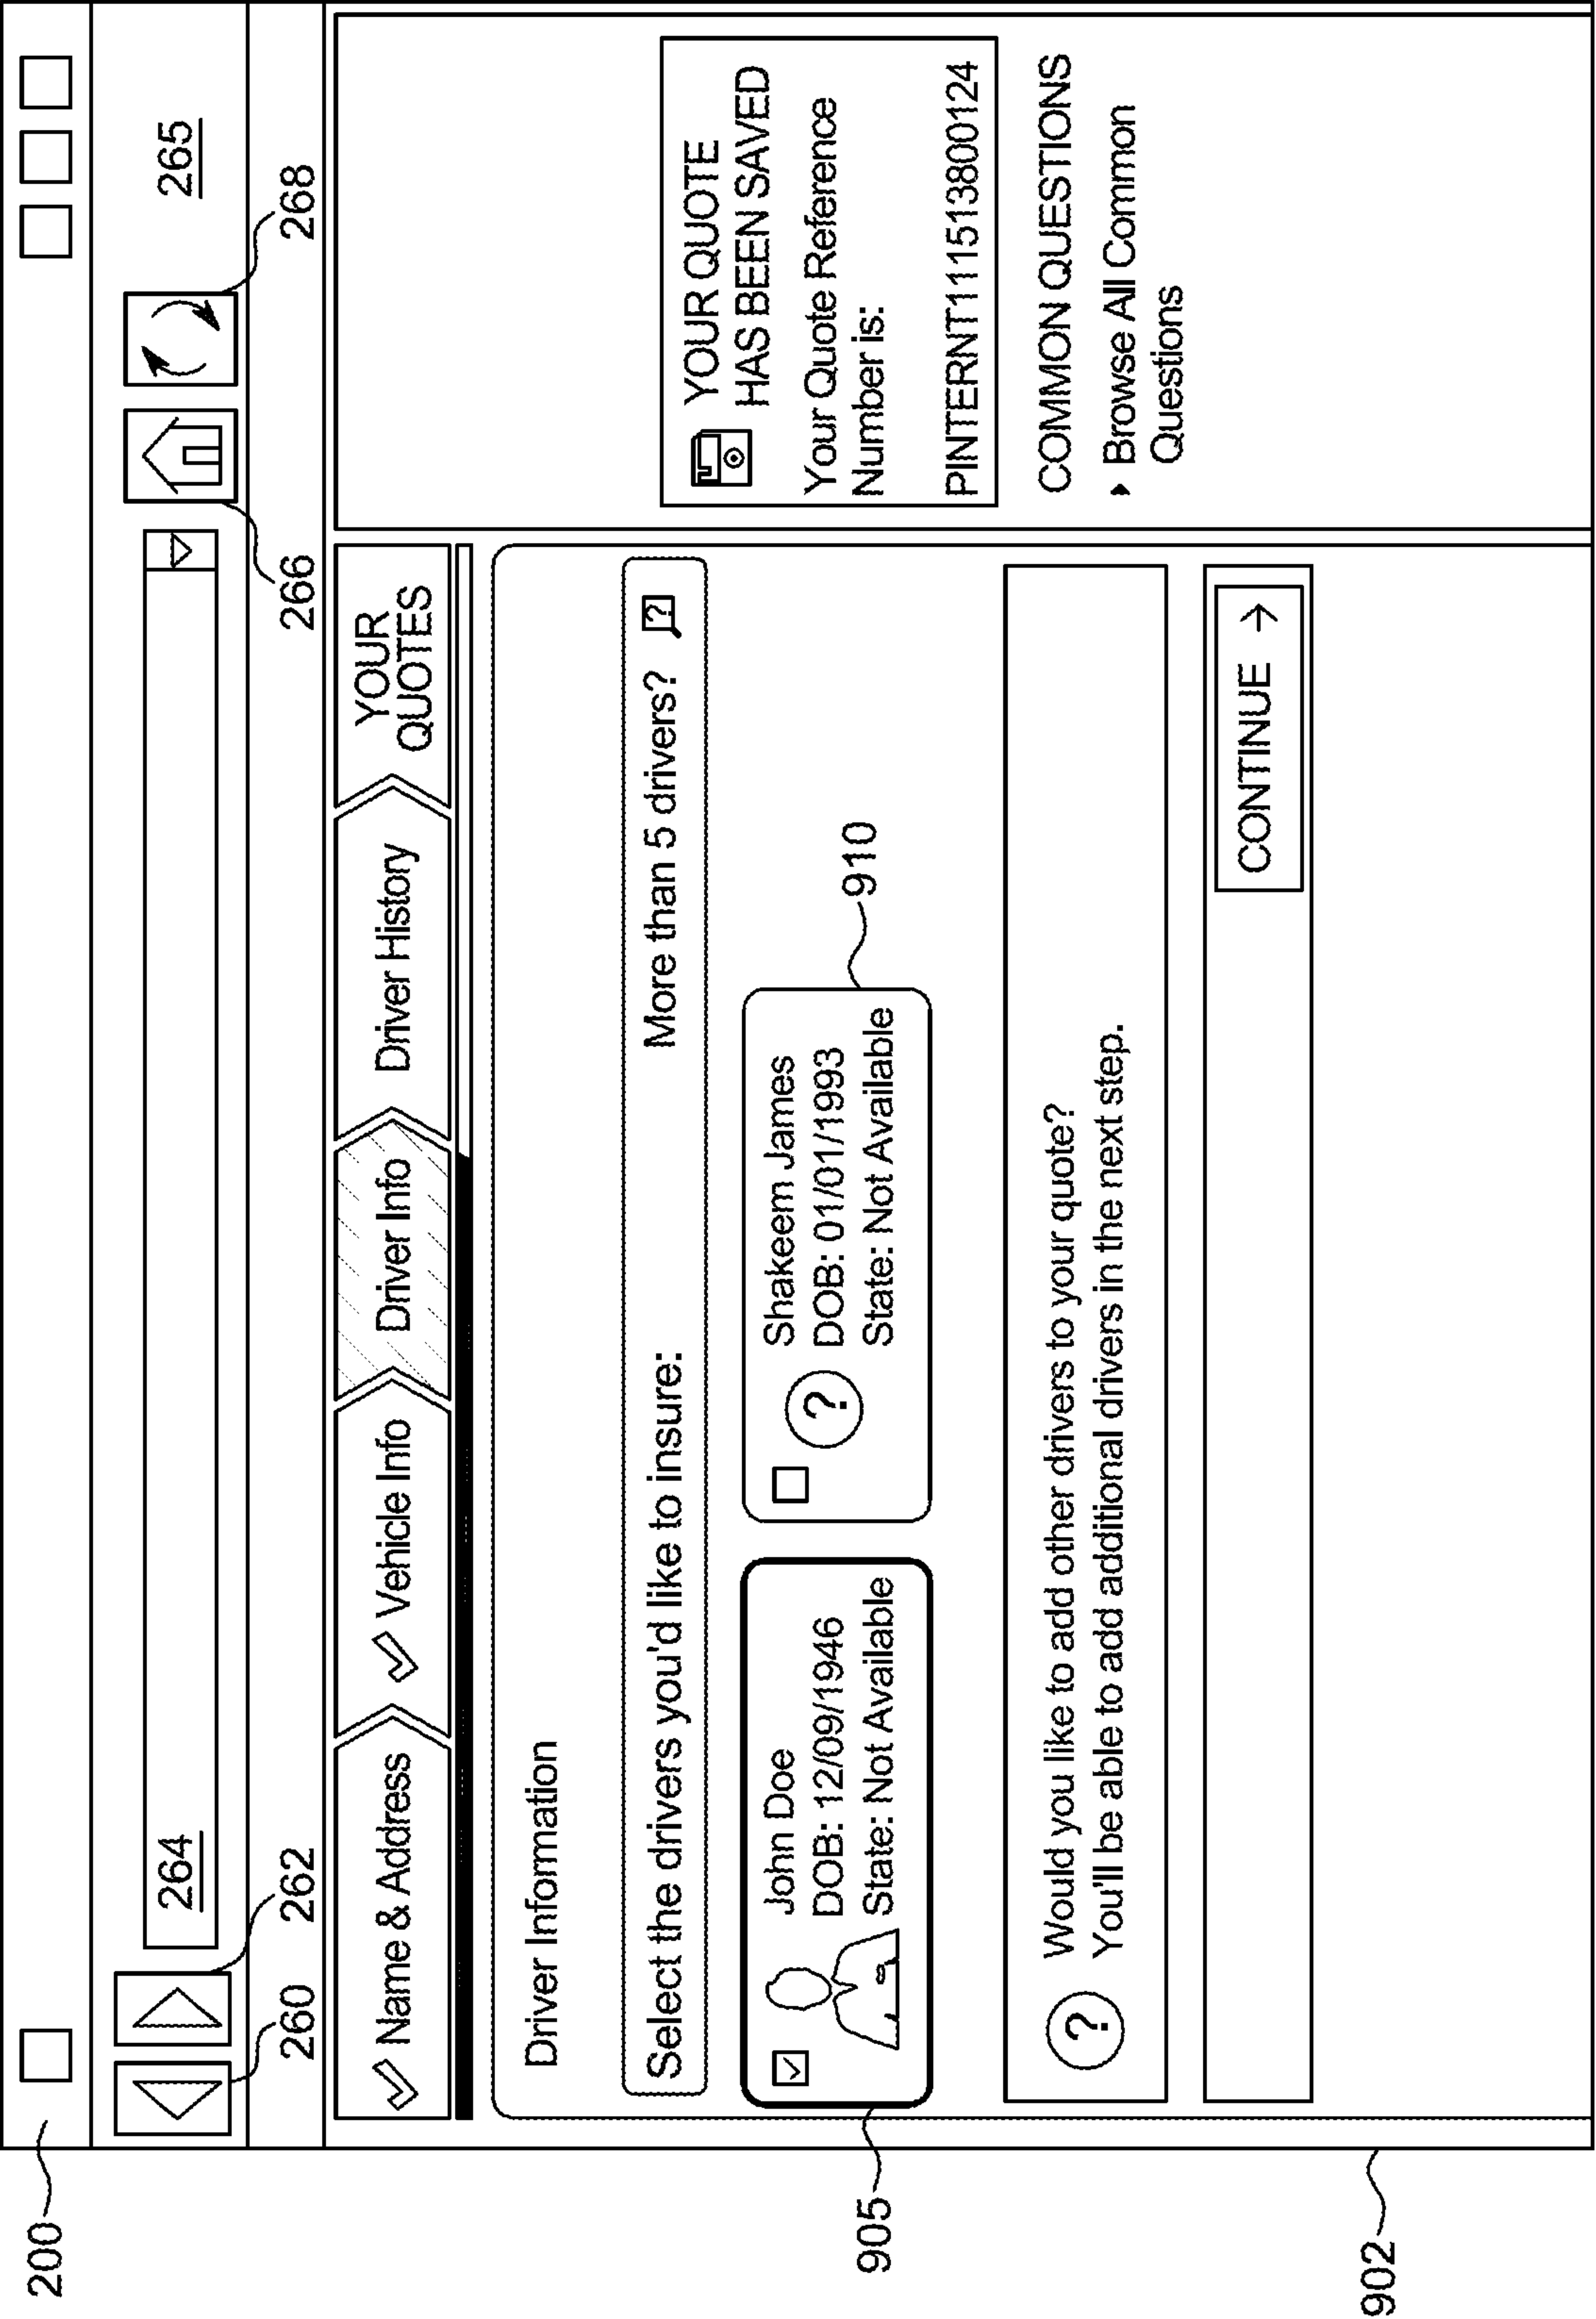 200
265
264
260
262
266
268
Name & Address
Vehicle Info
Driver Info
Driver History
YOUR
QUOTES
Driver Information
Select the drivers you'd like to insure:
More than 5 drivers?
?
John Doe
DOB: 12/09/1946
State: Not Available
905
?
Shakeem James
DOB: 01/01/1993
State: Not Available
910
?
Would you like to add other drivers to your quote?
You'll be able to add additional drivers in the next step.
CONTINUE →
YOUR QUOTE
HAS BEEN SAVED
Your Quote Reference
Number is:
PINTERNT111513800124
COMMON QUESTIONS
Browse All Common
Questions
902